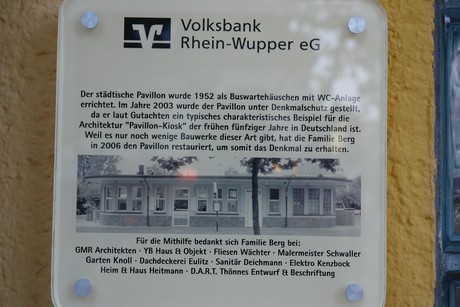 Volksbank
Rhein-Wupper eG
Der städtische Pavillon wurde 1952 als Buswartehäuschen mit WC-Anlage
errichtet. Im Jahre 2003 wurde der Pavillon unter Denkmalschutz gestellt,
da er laut Gutachten ein typisches charakteristisches Beispiel für die
Architektur "Pavillon-Kiosk" der frühen fünfziger Jahre in Deutschland ist.
Weil es nur noch wenige Bauwerke dieser Art gibt, hat die Familie Berg
in 2006 den Pavillon restauriert, um somit das Denkmal zu erhalten.
Für die Mithilfe bedankt sich Familie Berg bei:
GMR Architekten · YB Haus & Objekt · Fliesen Wächter · Malermeister Schwaller
Garten Knoll · Dachdeckerei Eulitz · Sanitär Deichmann · Elektro Kenzbock
Heim & Haus Heitmann · D.A.R.T. Thönnes Entwurf & Beschriftung